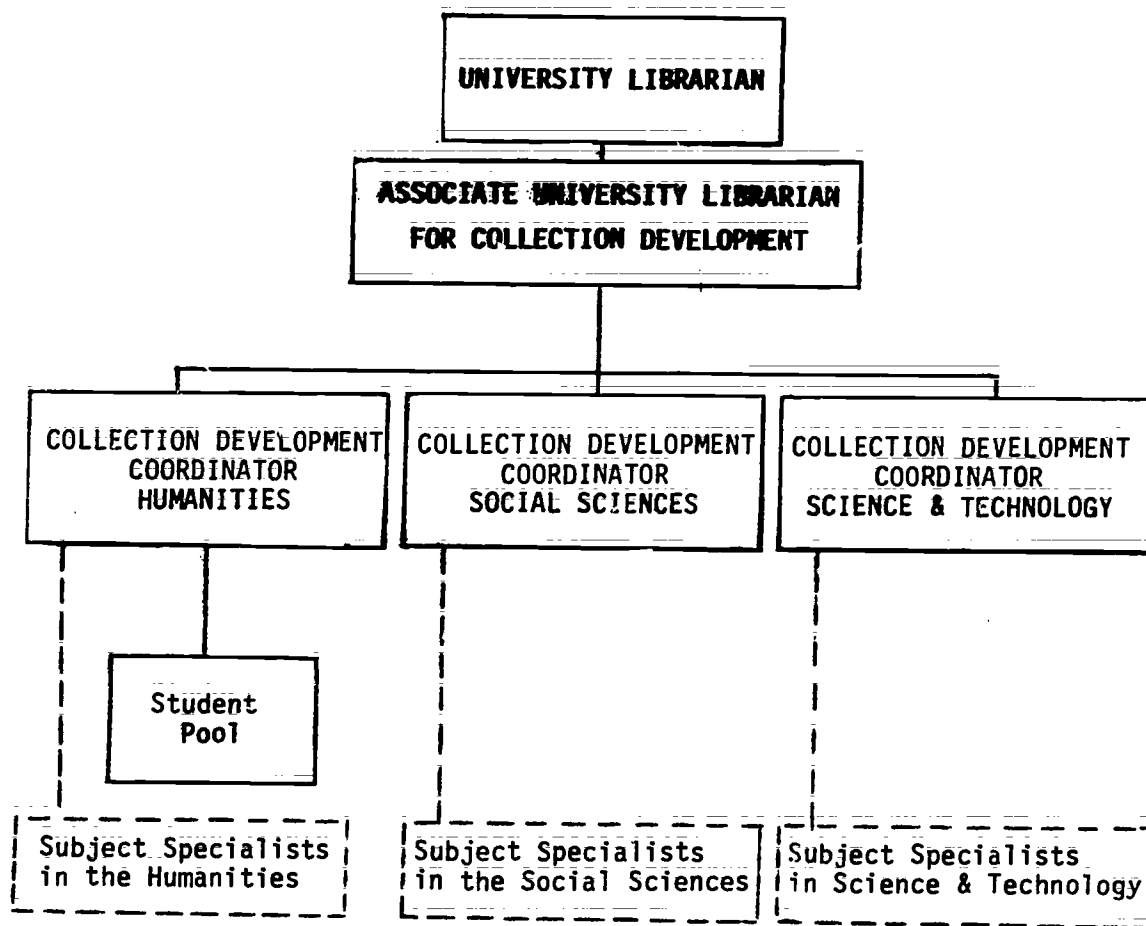 UNIVERSITY LIBRARIAN
ASSOCIATE UNIVERSITY LIBRARIAN
FOR COLLECTION DEVELOPMENT
COLLECTION DEVELOPMENT
COORDINATOR
HUMANITIES
COLLECTION DEVELOPMENT
COORDINATOR
SOCIAL SCIENCES
COLLECTION DEVELOPMENT
COORDINATOR
SCIENCE & TECHNOLOGY
Student
Pool
Subject Specialists
in the Humanities
Subject Specialists
in the Social Sciences
Subject Specialists
in Science & Technology